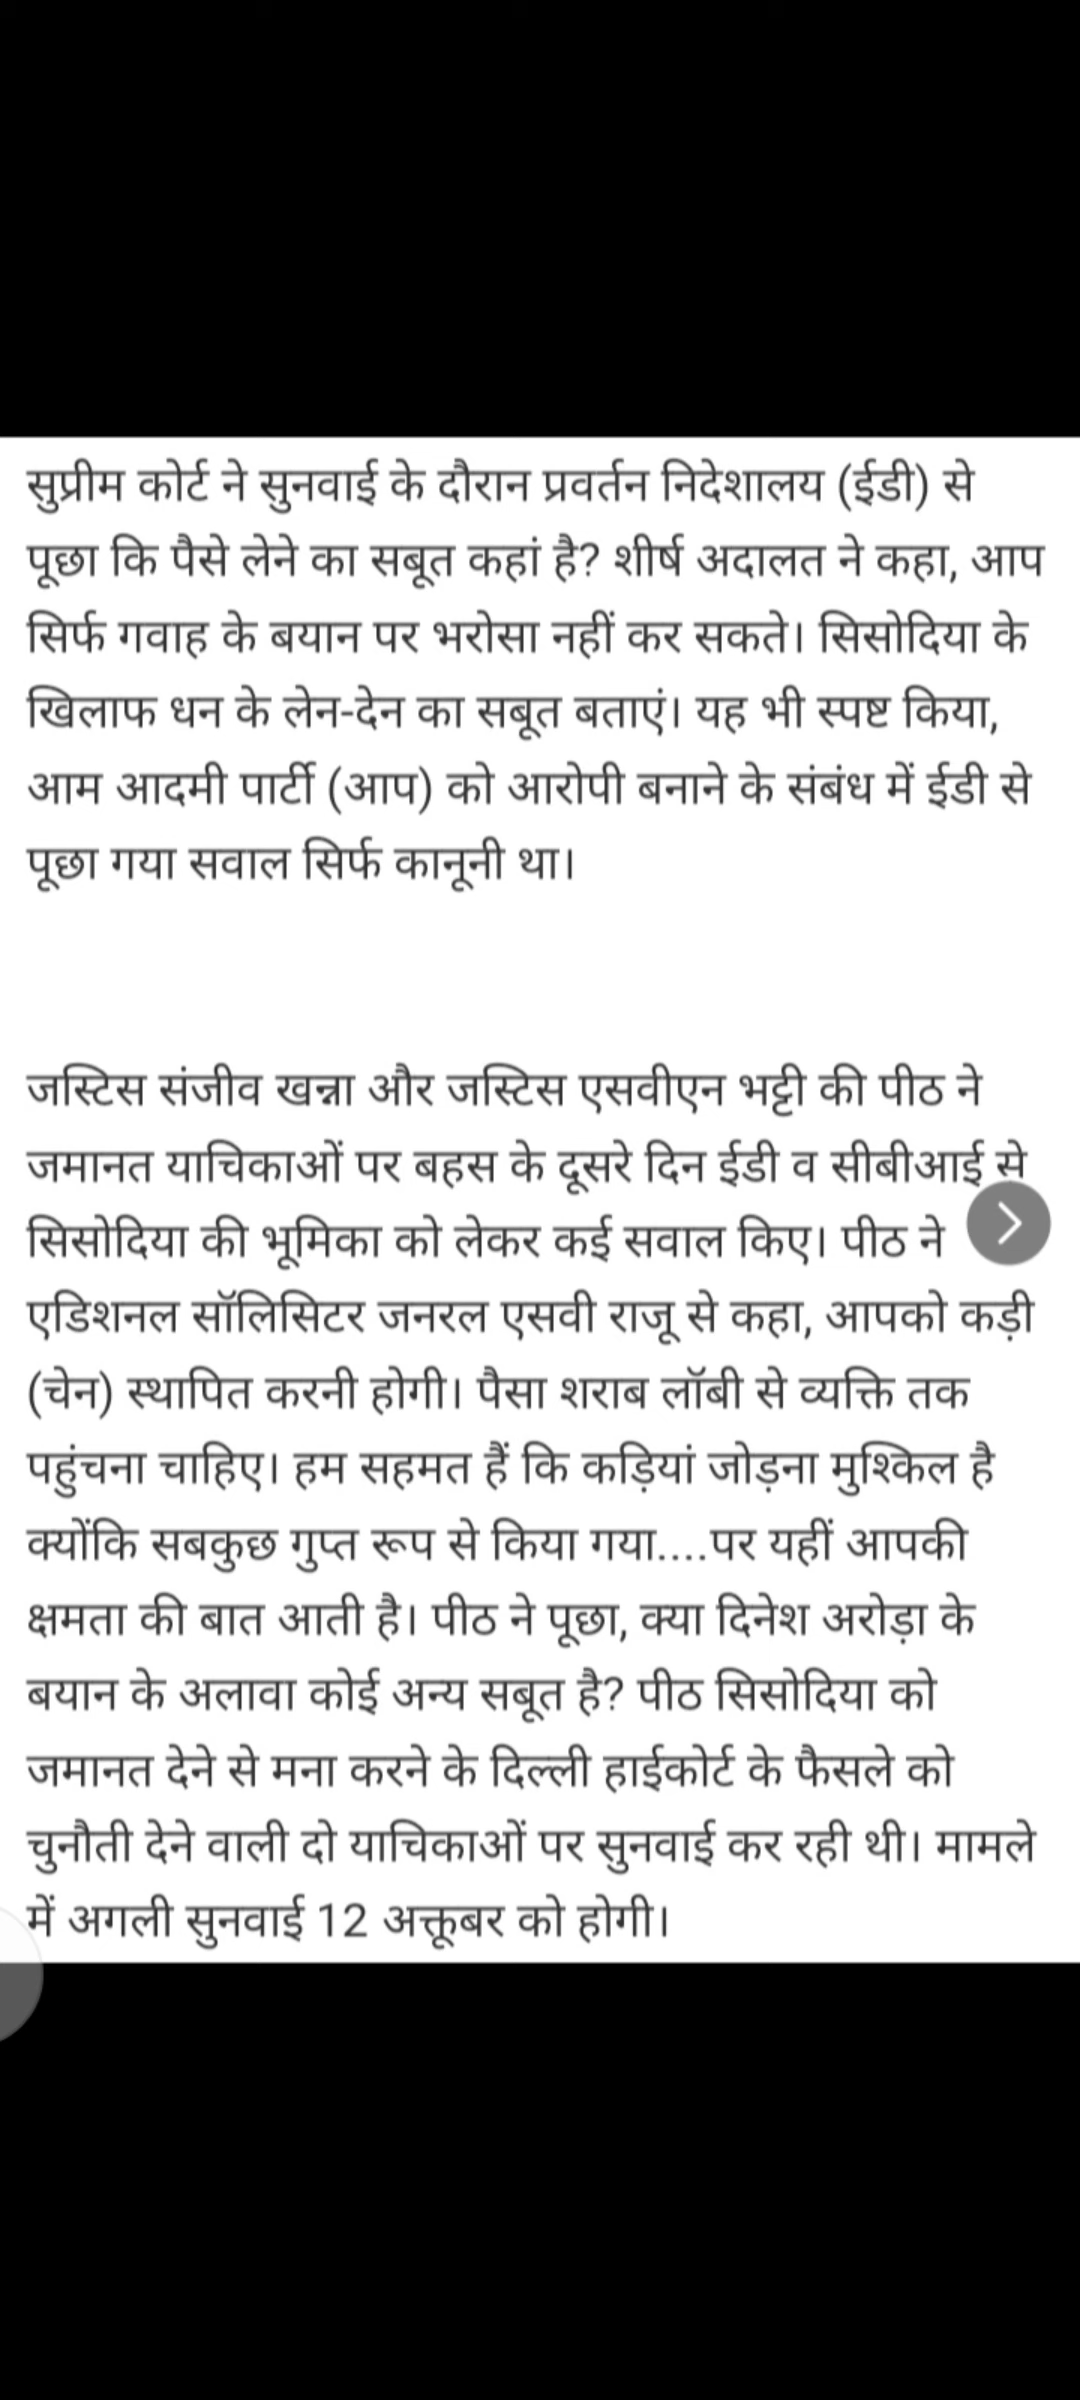 सुप्रीम कोर्ट ने सुनवाई के दौरान प्रवर्तन निदेशालय (ईडी) से
पूछा कि पैसे लेने का सबूत कहां है? शीर्ष अदालत ने कहा, आप
सिर्फ गवाह के बयान पर भरोसा नहीं कर सकते। सिसोदिया के
खिलाफ धन के लेन-देन का सबूत बताएं। यह भी स्पष्ट किया,
आम आदमी पार्टी (आप) को आरोपी बनाने के संबंध में ईडी से
पूछा गया सवाल सिर्फ कानूनी था।
जस्टिस संजीव खन्ना और जस्टिस एसवीएन भट्टी की पीठ ने
जमानत याचिकाओं पर बहस के दूसरे दिन ईडी व सीबीआई से
सिसोदिया की भूमिका को लेकर कई सवाल किए। पीठ ने
एडिशनल सॉलिसिटर जनरल एसवी राजू से कहा, आपको कड़ी
(चेन) स्थापित करनी होगी। पैसा शराब लॉबी से व्यक्ति तक
पहुंचना चाहिए। हम सहमत हैं कि कड़ियां जोड़ना मुश्किल है
क्योंकि सबकुछ गुप्त रूप से किया गया....पर यहीं आपकी
क्षमता की बात आती है। पीठ ने पूछा, क्या दिनेश अरोड़ा के
बयान के अलावा कोई अन्य सबूत है? पीठ सिसोदिया को
जमानत देने से मना करने के दिल्ली हाईकोर्ट के फैसले को
चुनौती देने वाली दो याचिकाओं पर सुनवाई कर रही थी। मामले
में अगली सुनवाई 12 अक्तूबर को होगी।